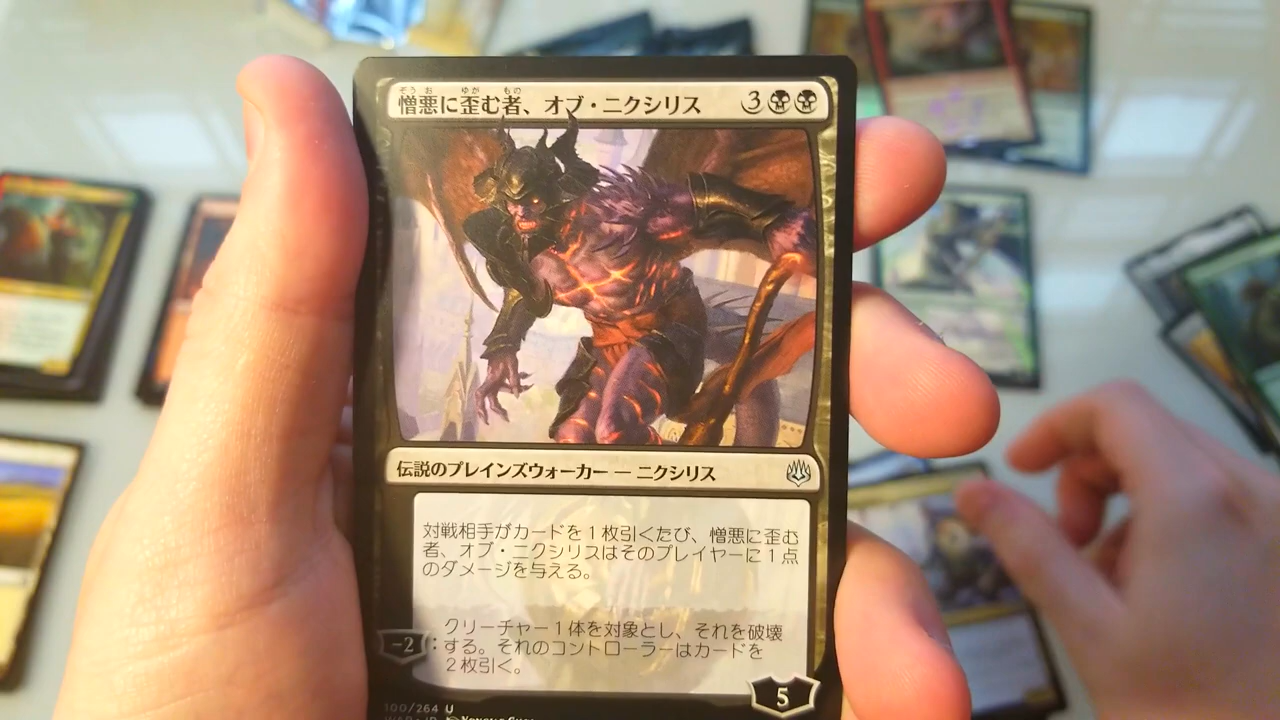 憎悪に歪む者、オブ・ニクシリス 3
伝説のプレインズウォーカー — ニクシリス
対戦相手がカードを1枚引くたび、憎悪に歪む
者、オブ・ニクシリスはそのプレイヤーに1点
のダメージを与える。
-2:クリーチャー1体を対象とし、それを破壊
する。それのコントローラーはカードを
2枚引く。
5
100/264 U